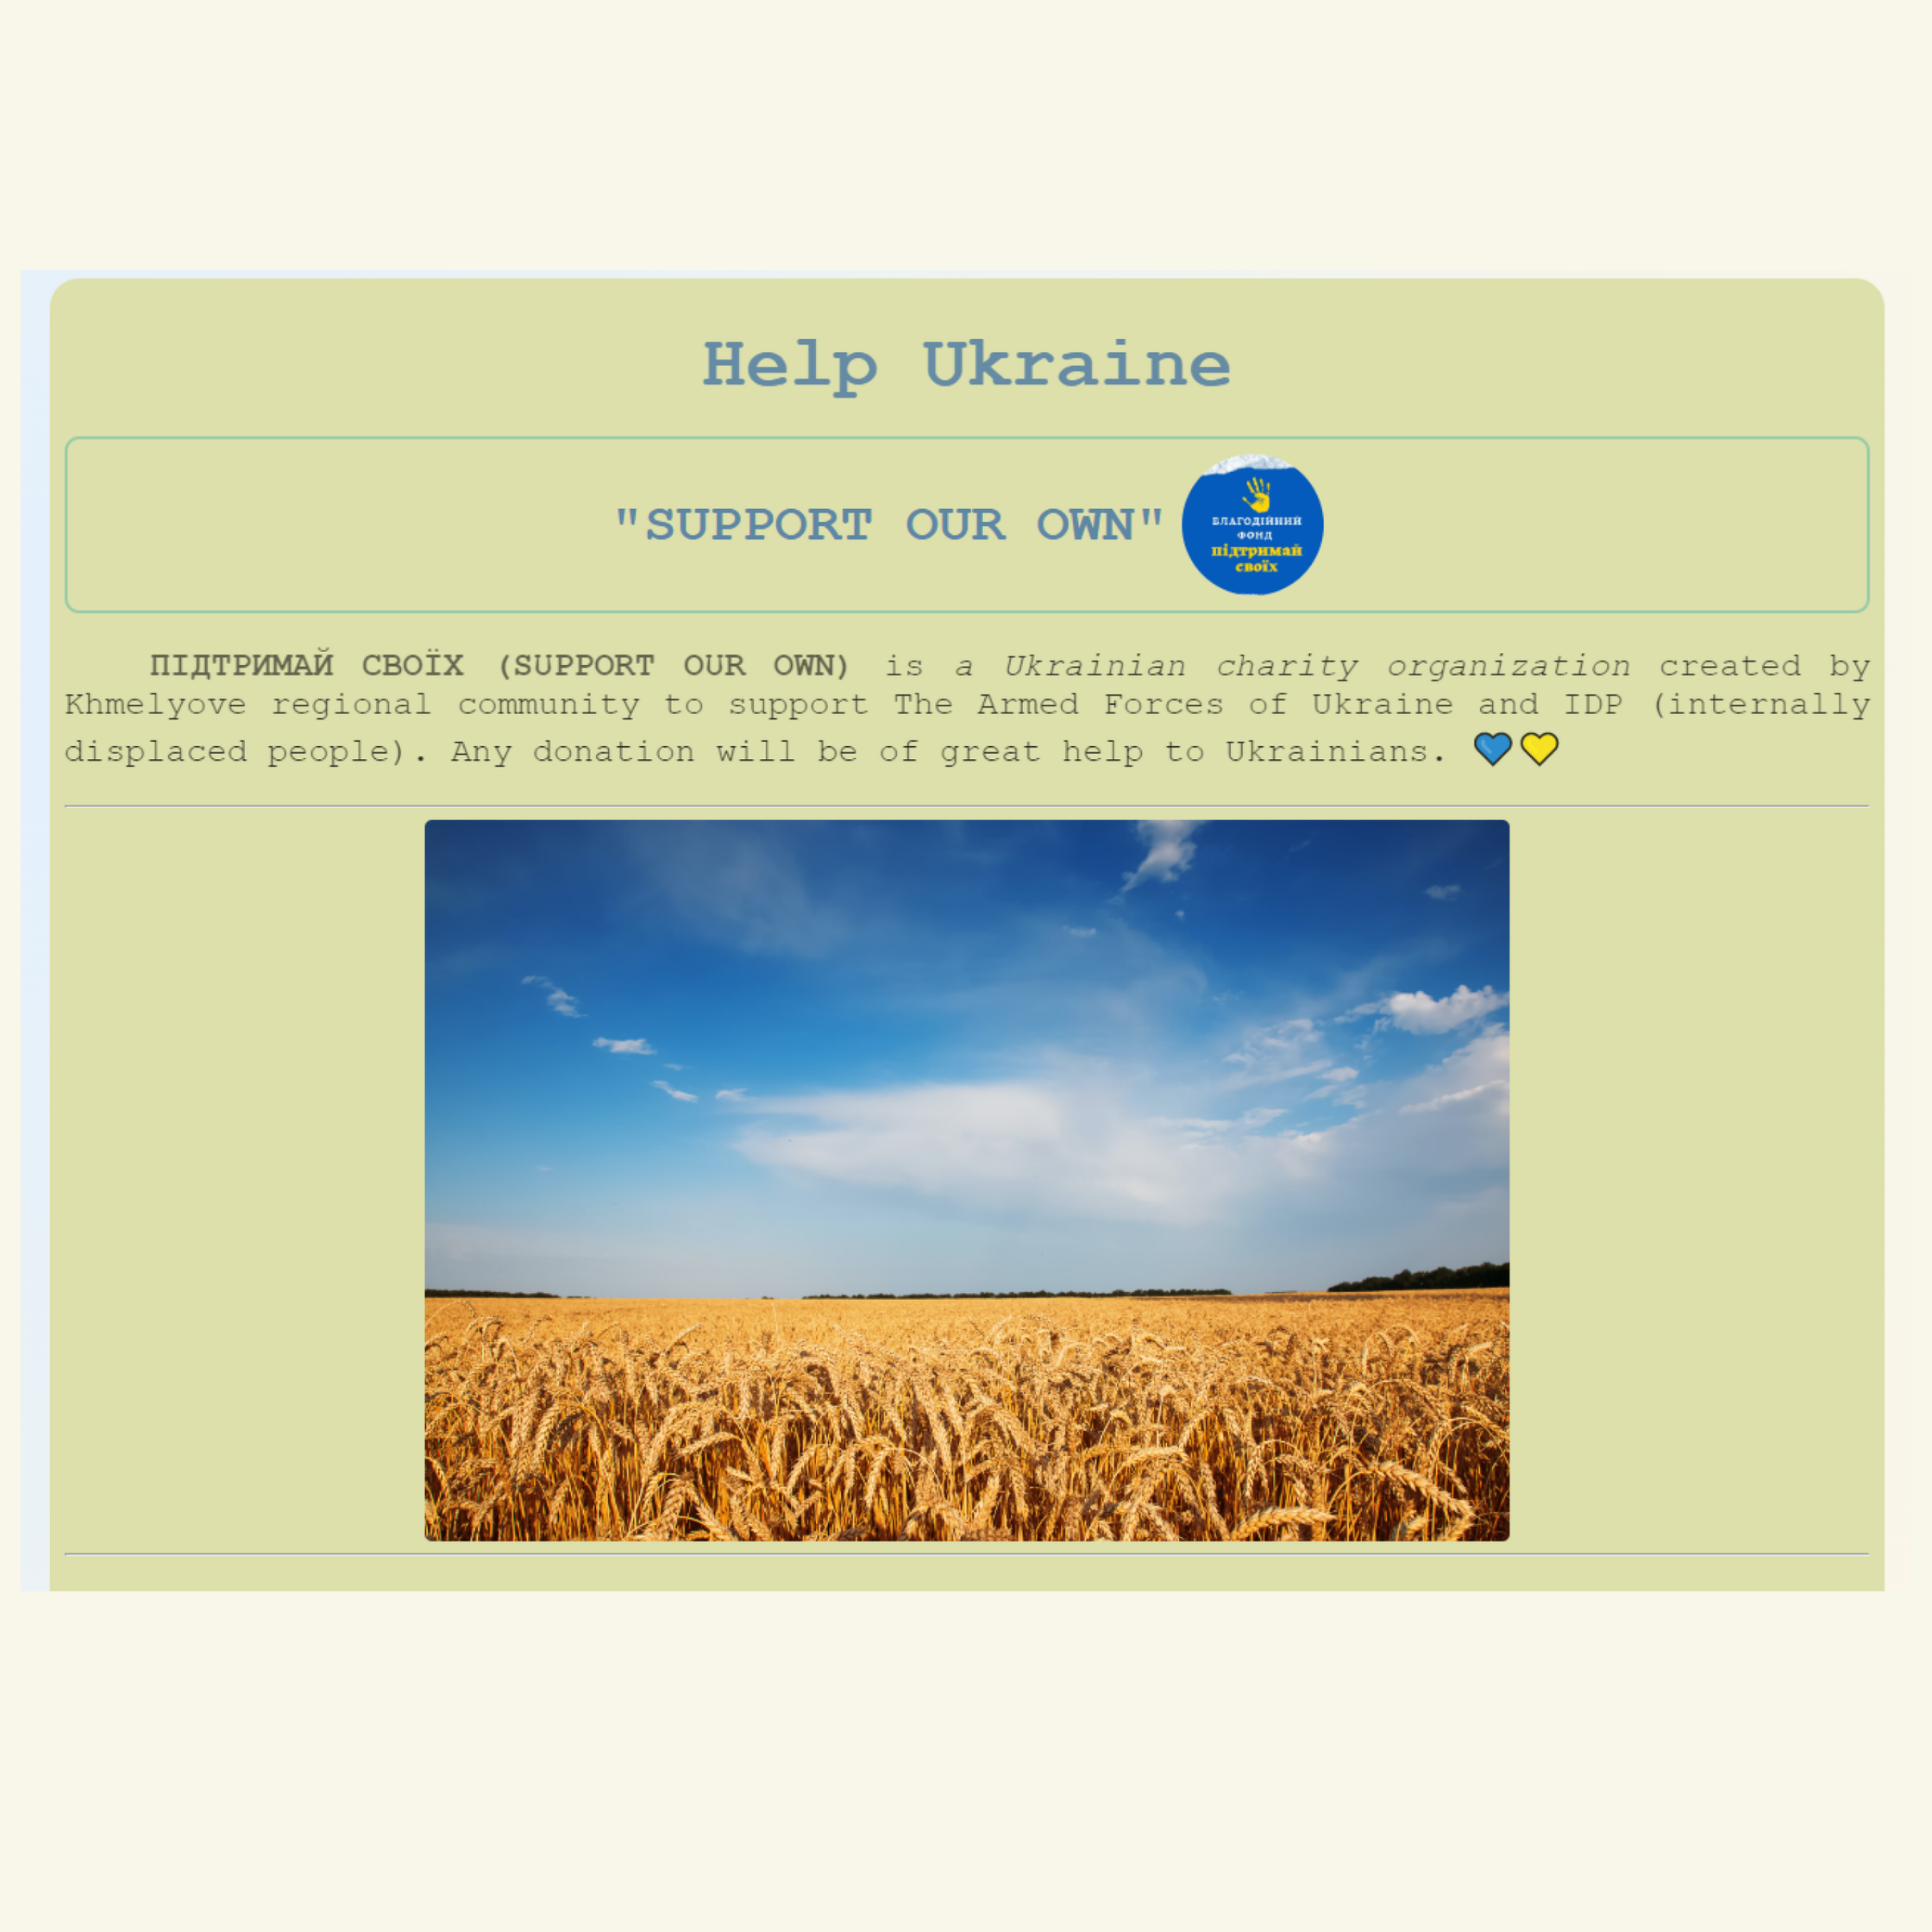 Help Ukraine
"SUPPORT OUR OWN"
БЛАГОДІЙНИЙ
ФОНД
підтримай
своїх
ПІДТРИМАЙ СВОЇХ (SUPPORT OUR OWN) is a Ukrainian charity organization created by
Khmelyove regional community to support The Armed Forces of Ukraine and IDP (internally
displaced people). Any donation will be of great help to Ukrainians. 💙💛